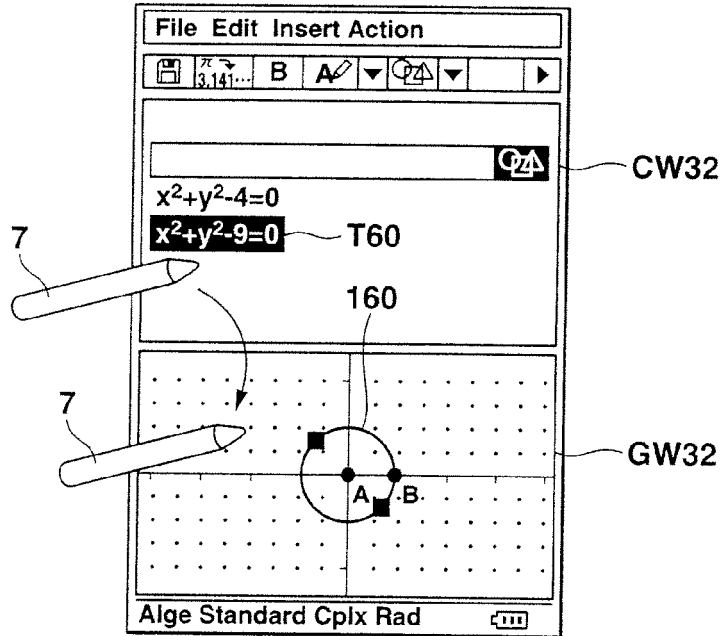 File Edit Insert Action
π
3.141... B A
CW32
x²+y²-4=0
x²+y²-9=0 T60
7
160
7
GW32
A B
Alge Standard Cplx Rad